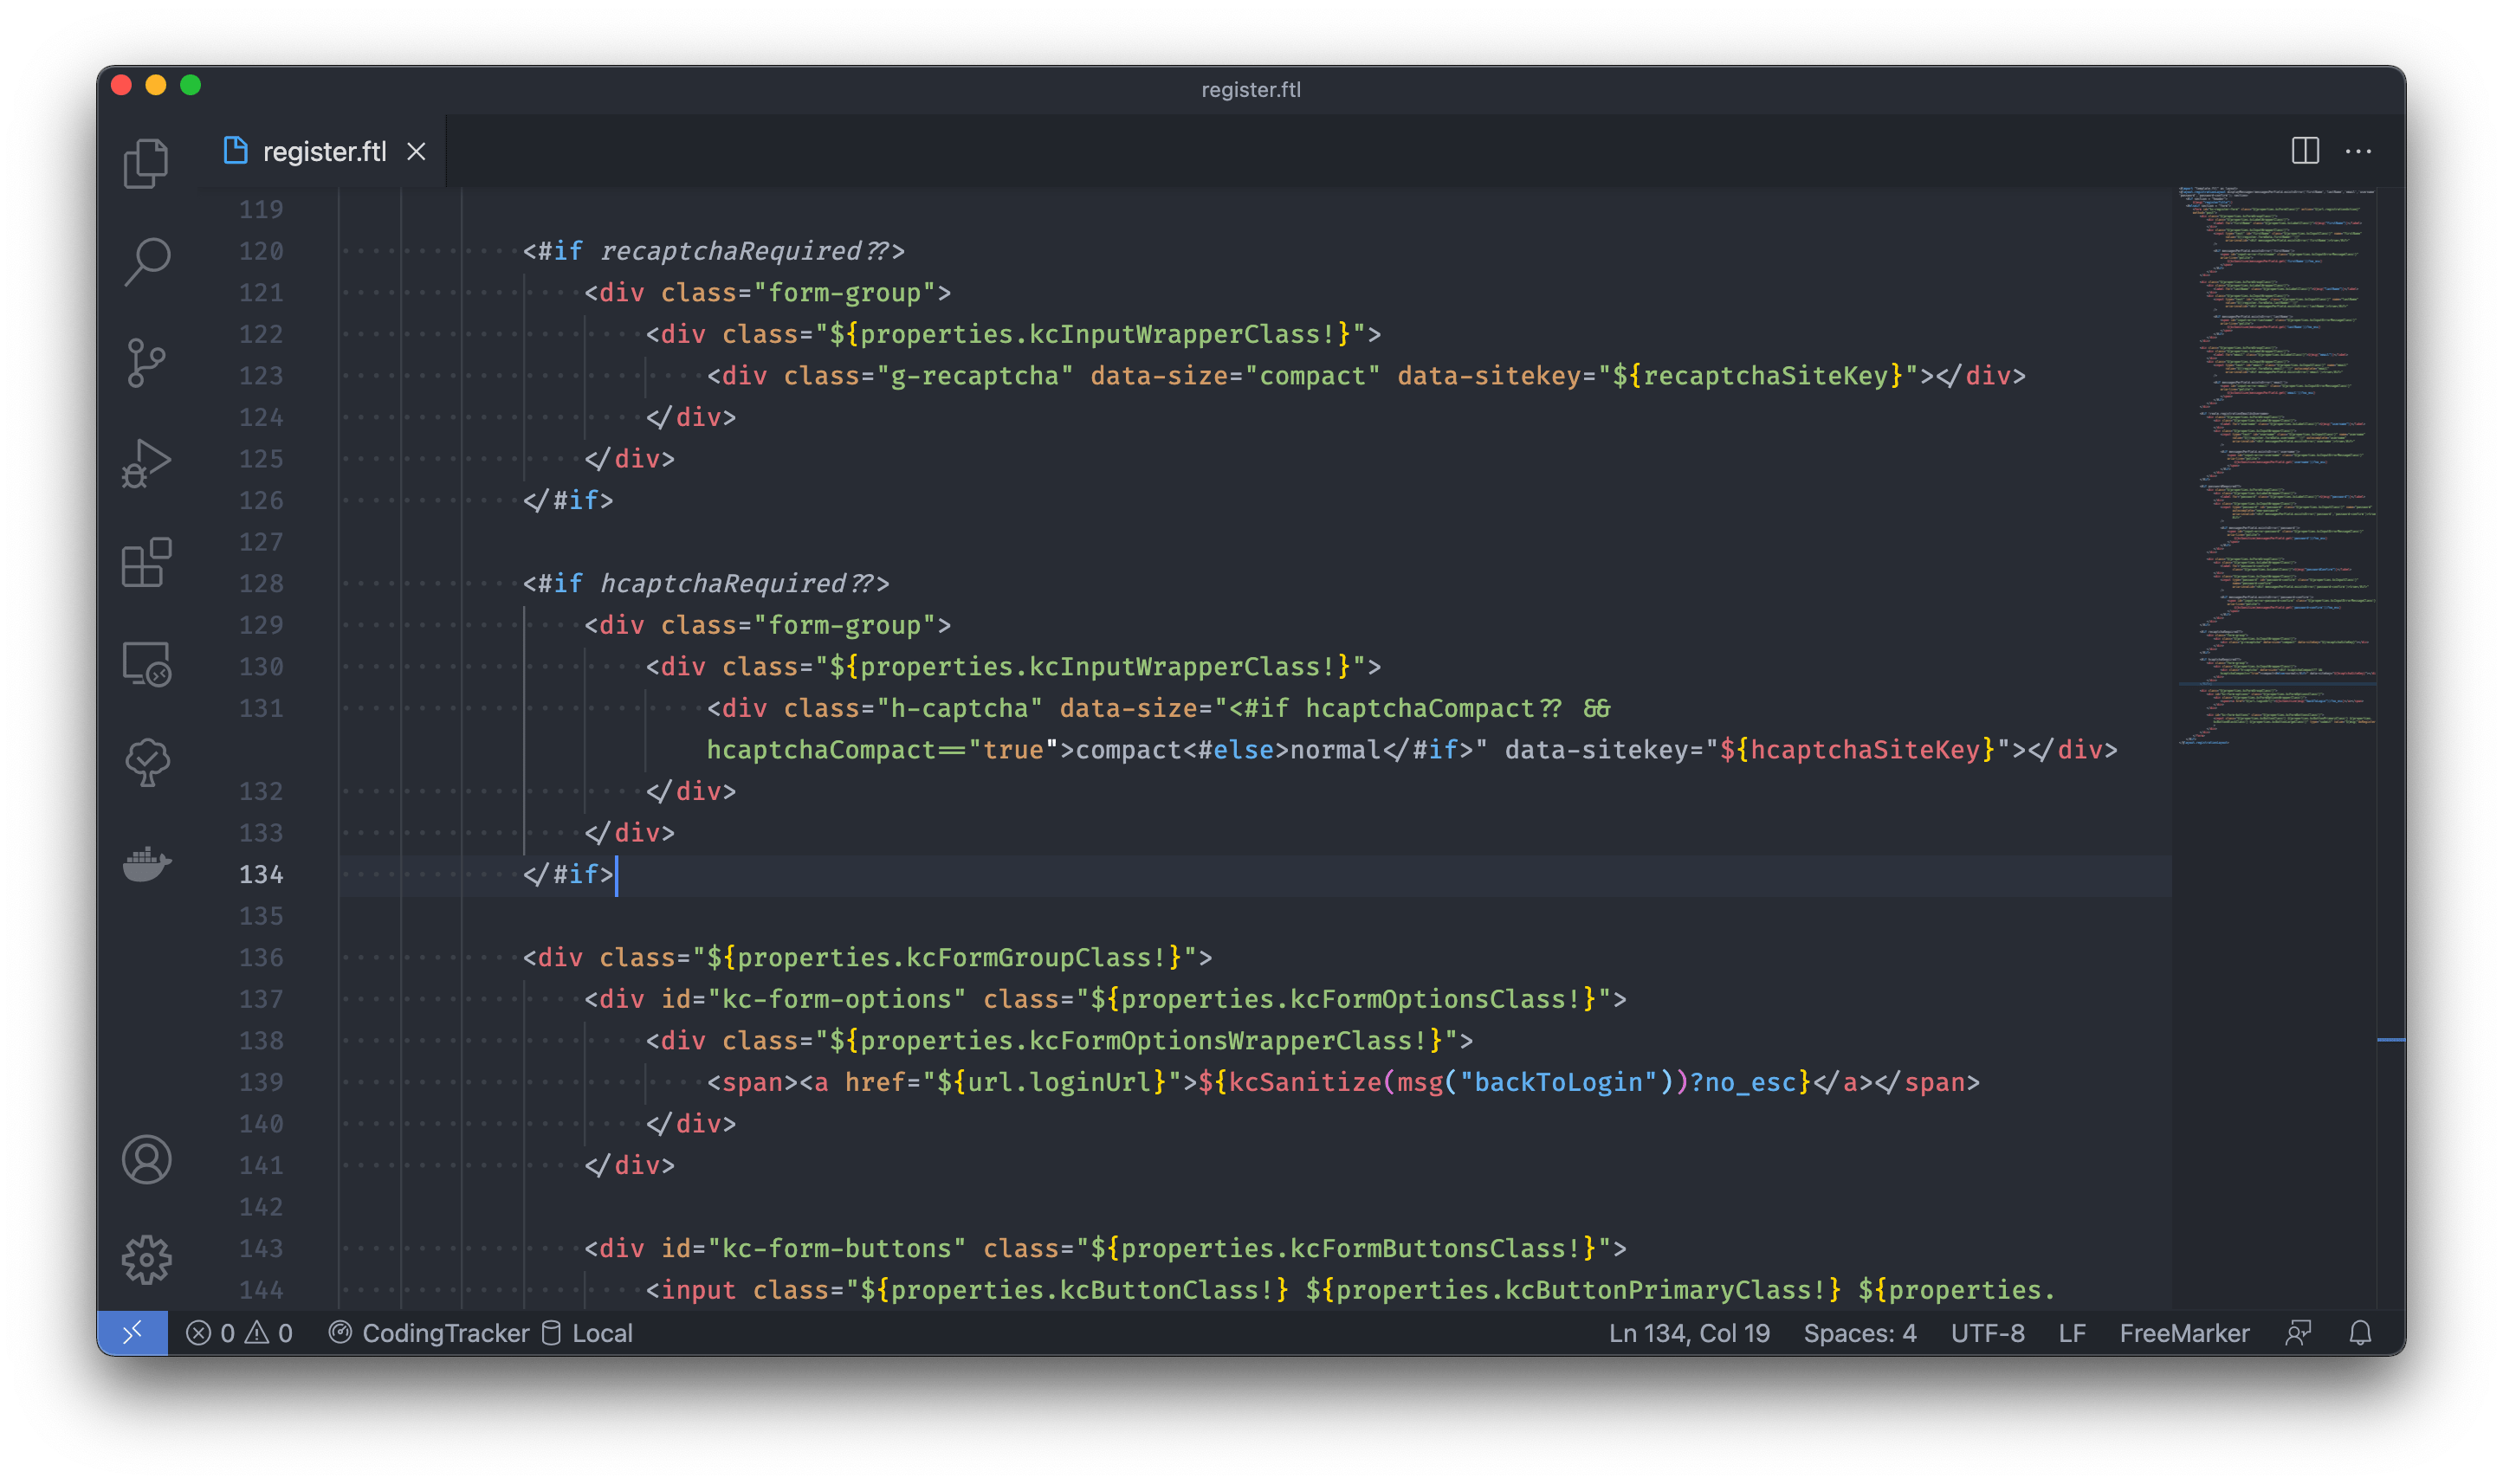 register.ftl
register.ftl
119
120 <#if recaptchaRequired??>
121 <div class="form-group">
122 <div class="${properties.kcInputWrapperClass!}">
123 <div class="g-recaptcha" data-size="compact" data-sitekey="${recaptchaSiteKey}"></div>
124 </div>
125 </div>
126 </#if>
127
128 <#if hcaptchaRequired??>
129 <div class="form-group">
130 <div class="${properties.kcInputWrapperClass!}">
131 <div class="h-captcha" data-size="<#if hcaptchaCompact?? &&
hcaptchaCompact=="true">compact<#else>normal</#if>" data-sitekey="${hcaptchaSiteKey}"></div>
132 </div>
133 </div>
134 </#if>
135
136 <div class="${properties.kcFormGroupClass!}">
137 <div id="kc-form-options" class="${properties.kcFormOptionsClass!}">
138 <div class="${properties.kcFormOptionsWrapperClass!}">
139 <span><a href="${url.loginUrl}">${kcSanitize(msg("backToLogin"))?no_esc}</a></span>
140 </div>
141 </div>
142
143 <div id="kc-form-buttons" class="${properties.kcFormButtonsClass!}">
144 <input class="${properties.kcButtonClass!} ${properties.kcButtonPrimaryClass!} ${properties.
0 0 CodingTracker Local Ln 134, Col 19 Spaces: 4 UTF-8 LF FreeMarker